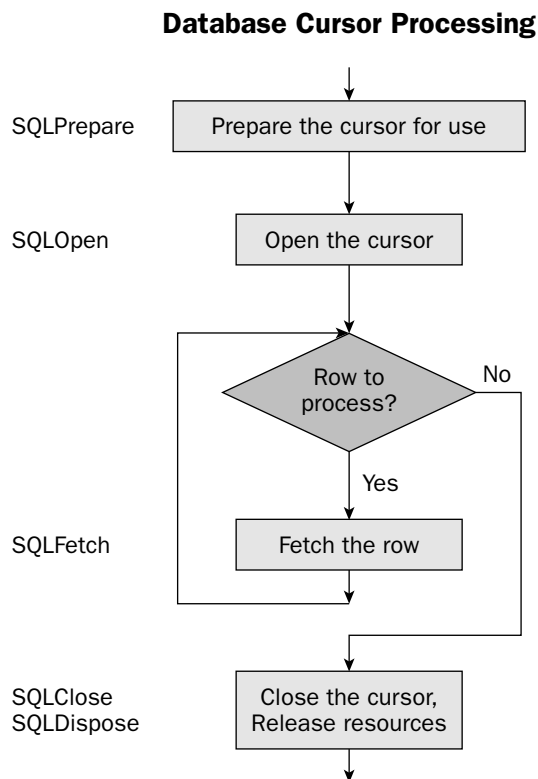 Database Cursor Processing
SQLPrepare
Prepare the cursor for use
SQLOpen
Open the cursor
Row to
process?
No
Yes
SQLFetch
Fetch the row
SQLClose
SQLDispose
Close the cursor,
Release resources